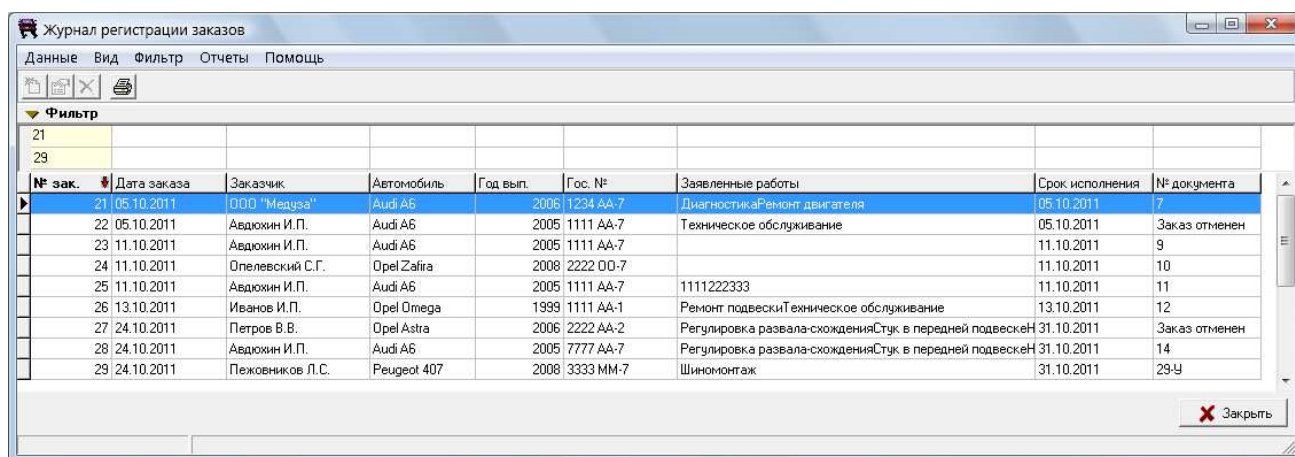 Журнал регистрации заказов
Данные Вид Фильтр Отчеты Помощь
Фильтр
21
29
№ зак. Дата заказа Заказчик Автомобиль Год вып. Гос. № Заявленные работы Срок исполнения № документа
21 05.10.2011 ООО "Медуза" Audi A6 2006 1234 АА-7 ДиагностикаРемонт двигателя 05.10.2011 7
22 05.10.2011 Авдюхин И.П. Audi A6 2005 1111 АА-7 Техническое обслуживание 05.10.2011 Заказ отменен
23 11.10.2011 Авдюхин И.П. Audi A6 2005 1111 АА-7 11.10.2011 9
24 11.10.2011 Опелевский С.Г. Opel Zafira 2008 2222 ОО-7 11.10.2011 10
25 11.10.2011 Авдюхин И.П. Audi A6 2005 1111 АА-7 1111222333 11.10.2011 11
26 13.10.2011 Иванов И.П. Opel Omega 1999 1111 АА-1 Ремонт подвескиТехническое обслуживание 13.10.2011 12
27 24.10.2011 Петров В.В. Opel Astra 2006 2222 АА-2 Регулировка развала-схожденияСтук в передней подвескеН 31.10.2011 Заказ отменен
28 24.10.2011 Авдюхин И.П. Audi A6 2005 7777 АА-7 Регулировка развала-схожденияСтук в передней подвескеН 31.10.2011 14
29 24.10.2011 Пежовников Л.С. Peugeot 407 2008 3333 ММ-7 Шиномонтаж 31.10.2011 29-У
Закрыть